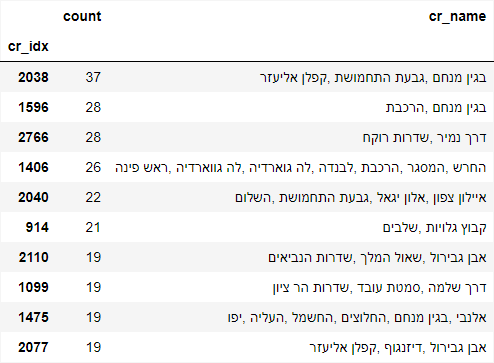 count cr_name
cr_idx
2038 37 בגין מנחם, גבעת התחמושת, קפלן אליעזר
1596 28 בגין מנחם, הרכבת
2766 28 דרך נמיר, שדרות רוקח
1406 26 החרש, המסגר, הרכבת, לבנדה, לה גוארדיה, לה גווארדיה, ראש פינה
2040 22 איילון צפון, אלון יגאל, גבעת התחמושת, השלום
914 21 קבוץ גלויות, שלבים
2110 19 אבן גבירול, שאול המלך, שדרות הנביאים
1099 19 דרך שלמה, סמטת עובד, שדרות הר ציון
1475 19 אלנבי, בגין מנחם, החלוצים, החשמל, העליה, יפו
2077 19 אבן גבירול, דיזנגוף, קפלן אליעזר